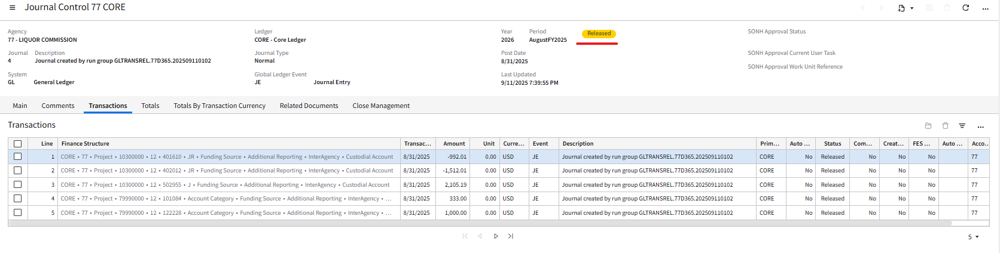 Journal Control 77 CORE
Agency
77 - LIQUOR COMMISSION
Ledger
CORE - Core Ledger
Year Period
2026 AugustFY2025
Released
SONH Approval Status
Journal Description
4 Journal created by run group GLTRANSREL.77D365.202509110102
Journal Type
Normal
Post Date
8/31/2025
SONH Approval Current User Task
SONH Approval Work Unit Reference
System
GL General Ledger
Global Ledger Event
JE Journal Entry
Last Updated
9/11/2025 7:39:55 PM
Main Comments Transactions Totals Totals By Transaction Currency Related Documents Close Management
Transactions
Line Finance Structure Transac... Amount Unit Curre... Event Description Prim... Auto ... Status Com... Creat... FES ... Auto ... Acco...
1 CORE • 77 • Project • 10300000 • 12 • 401610 • JR • Funding Source • Additional Reporting • InterAgency • Custodial Account 8/31/2025 -992.01 0.00 USD JE Journal created by run group GLTRANSREL.77D365.202509110102 CORE No Released No No No 77
2 CORE • 77 • Project • 10300000 • 12 • 402012 • JR • Funding Source • Additional Reporting • InterAgency • Custodial Account 8/31/2025 -1,512.01 0.00 USD JE Journal created by run group GLTRANSREL.77D365.202509110102 CORE No Released No No No 77
3 CORE • 77 • Project • 10300000 • 12 • 502955 • J • Funding Source • Additional Reporting • InterAgency • Custodial Account 8/31/2025 2,105.19 0.00 USD JE Journal created by run group GLTRANSREL.77D365.202509110102 CORE No Released No No No 77
4 CORE • 77 • Project • 79990000 • 12 • 101084 • Account Category • Funding Source • Additional Reporting • InterAgency • ... 8/31/2025 333.00 0.00 USD JE Journal created by run group GLTRANSREL.77D365.202509110102 CORE No Released No No No 77
5 CORE • 77 • Project • 79990000 • 12 • 122228 • Account Category • Funding Source • Additional Reporting • InterAgency • ... 8/31/2025 1,000.00 0.00 USD JE Journal created by run group GLTRANSREL.77D365.202509110102 CORE No Released No No No 77
5